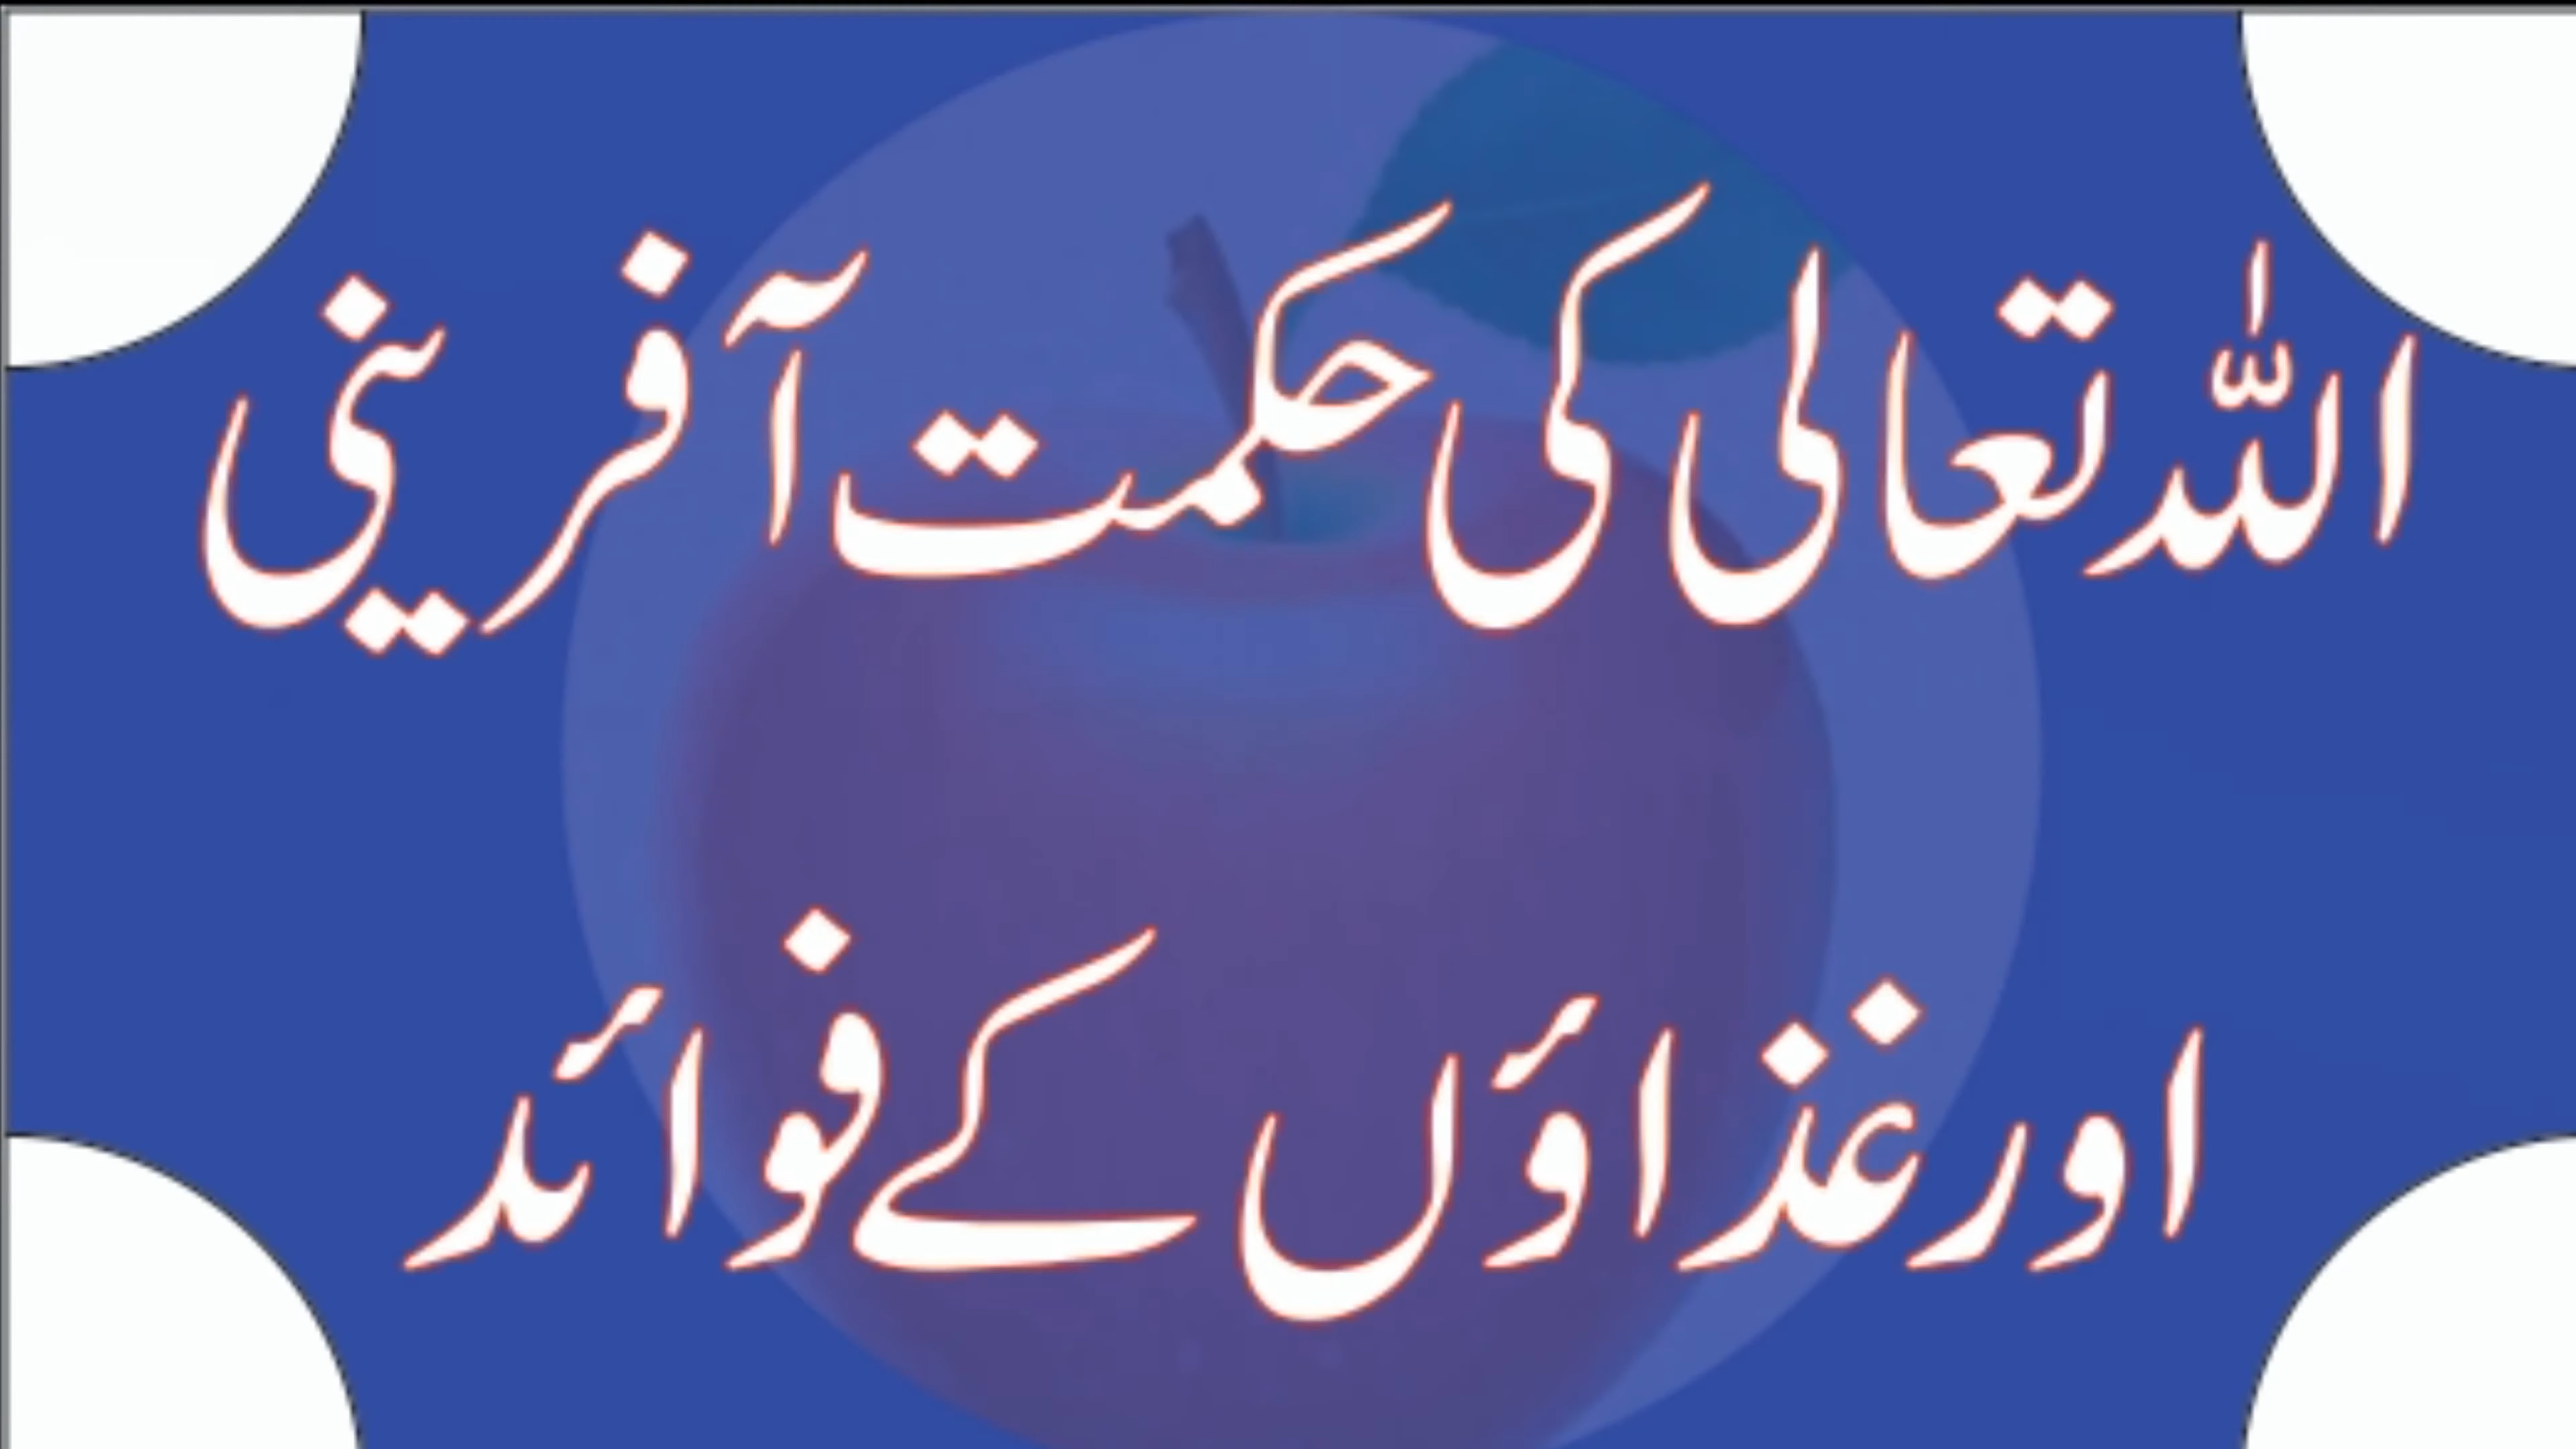 اللہ تعالی کی حکمت آفرینی
اور غذاؤں کے فوائد